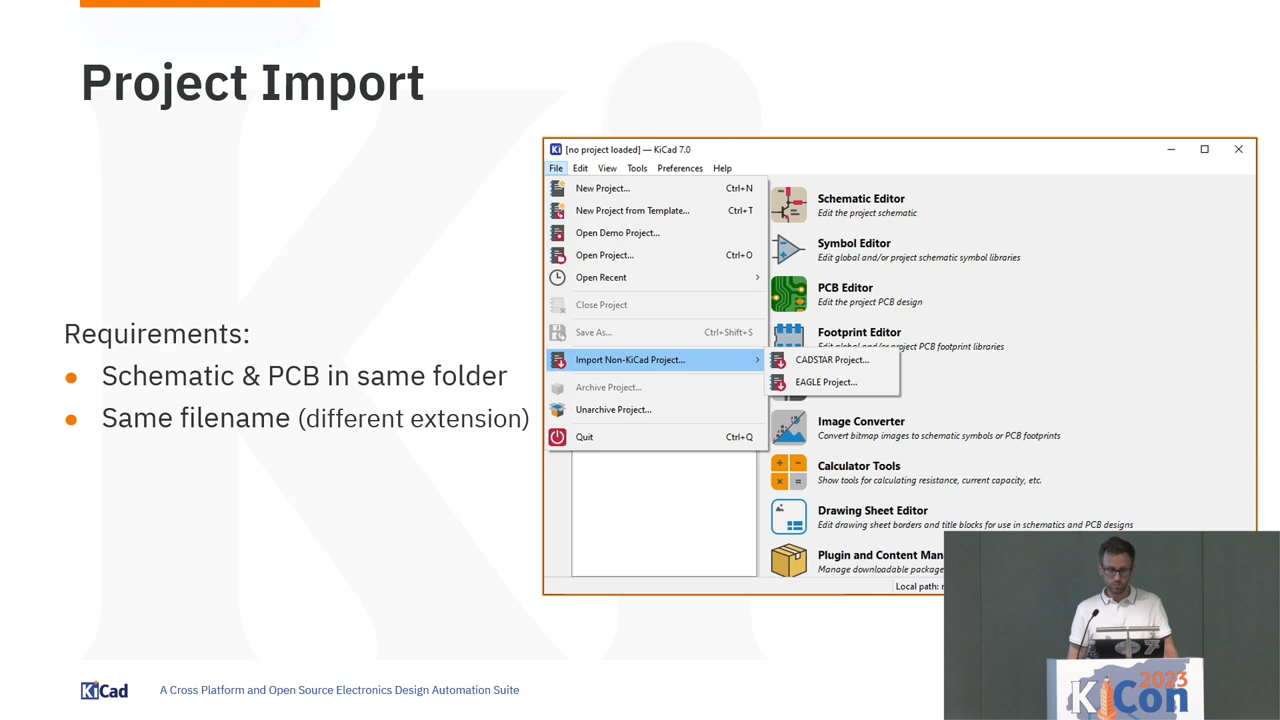 Project Import
Requirements:
Schematic & PCB in same folder
Same filename (different extension)
[no project loaded] — KiCad 7.0
File Edit View Tools Preferences Help
New Project... Ctrl+N
New Project from Template... Ctrl+T
Open Demo Project...
Open Project... Ctrl+O
Open Recent
Close Project
Save As... Ctrl+Shift+S
Import Non-KiCad Project...
Archive Project...
Unarchive Project...
Quit Ctrl+Q
CADSTAR Project...
EAGLE Project...
Schematic Editor
Edit the project schematic
Symbol Editor
Edit global and/or project schematic symbol libraries
PCB Editor
Edit the project PCB design
Footprint Editor
Edit global and/or project PCB footprint libraries
Image Converter
Convert bitmap images to schematic symbols or PCB footprints
Calculator Tools
Show tools for calculating resistance, current capacity, etc.
Drawing Sheet Editor
Edit drawing sheet borders and title blocks for use in schematics and PCB designs
Plugin and Content Man
Manage downloadable package
Local path:
KiCad
A Cross Platform and Open Source Electronics Design Automation Suite
2023
KiCon